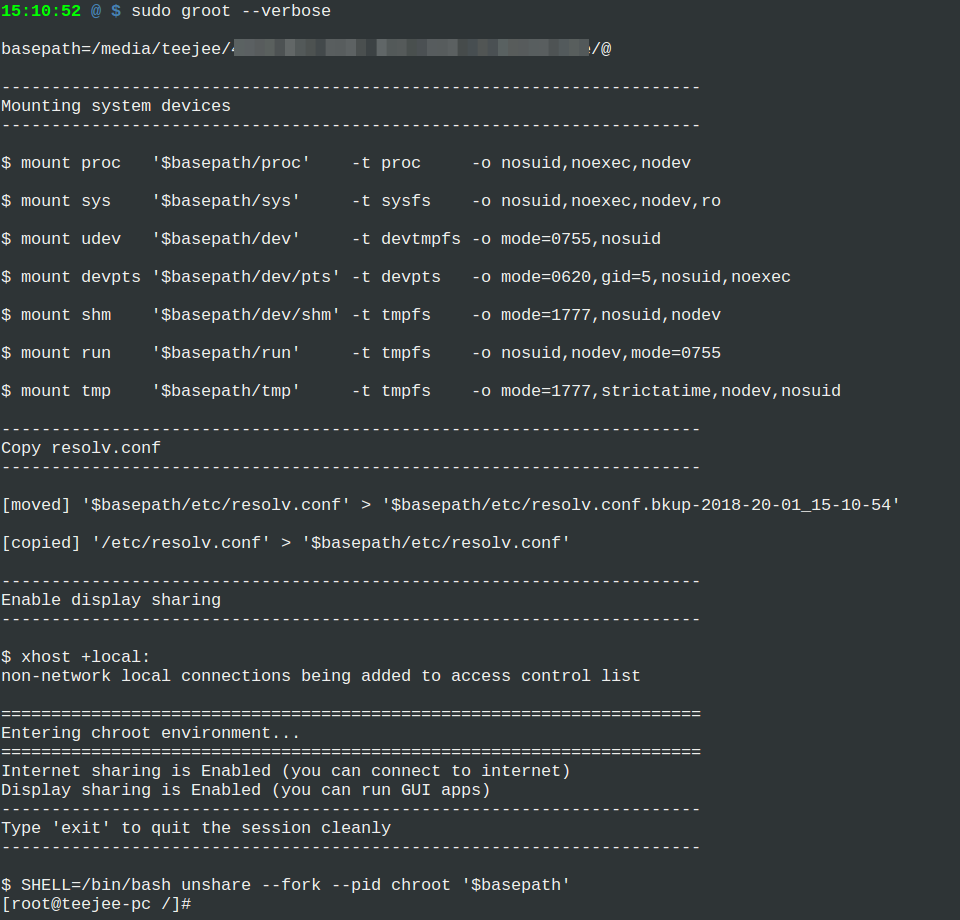 15:10:52 @ $ sudo groot --verbose
basepath=/media/teejee/ /@
----------------------------------------------------------------------
Mounting system devices
----------------------------------------------------------------------
$ mount proc   '$basepath/proc'    -t proc     -o nosuid,noexec,nodev
$ mount sys    '$basepath/sys'     -t sysfs    -o nosuid,noexec,nodev,ro
$ mount udev   '$basepath/dev'     -t devtmpfs -o mode=0755,nosuid
$ mount devpts '$basepath/dev/pts' -t devpts   -o mode=0620,gid=5,nosuid,noexec
$ mount shm    '$basepath/dev/shm' -t tmpfs    -o mode=1777,nosuid,nodev
$ mount run    '$basepath/run'     -t tmpfs    -o nosuid,nodev,mode=0755
$ mount tmp    '$basepath/tmp'     -t tmpfs    -o mode=1777,strictatime,nodev,nosuid
----------------------------------------------------------------------
Copy resolv.conf
----------------------------------------------------------------------
[moved] '$basepath/etc/resolv.conf' > '$basepath/etc/resolv.conf.bkup-2018-20-01_15-10-54'
[copied] '/etc/resolv.conf' > '$basepath/etc/resolv.conf'
----------------------------------------------------------------------
Enable display sharing
----------------------------------------------------------------------
$ xhost +local:
non-network local connections being added to access control list
======================================================================
Entering chroot environment...
======================================================================
Internet sharing is Enabled (you can connect to internet)
Display sharing is Enabled (you can run GUI apps)
----------------------------------------------------------------------
Type 'exit' to quit the session cleanly
----------------------------------------------------------------------
$ SHELL=/bin/bash unshare --fork --pid chroot '$basepath'
[root@teejee-pc /]#